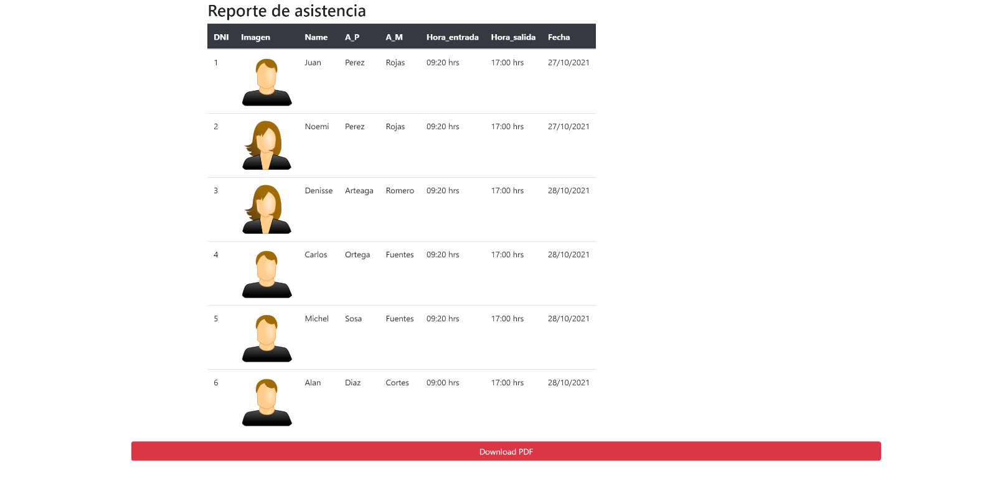 Reporte de asistencia
DNI Imagen Name A_P A_M Hora_entrada Hora_salida Fecha
1 Juan Perez Rojas 09:20 hrs 17:00 hrs 27/10/2021
2 Noemi Perez Rojas 09:20 hrs 17:00 hrs 27/10/2021
3 Denisse Arteaga Romero 09:20 hrs 17:00 hrs 28/10/2021
4 Carlos Ortega Fuentes 09:20 hrs 17:00 hrs 28/10/2021
5 Michel Sosa Fuentes 09:20 hrs 17:00 hrs 28/10/2021
6 Alan Diaz Cortes 09:00 hrs 17:00 hrs 28/10/2021
Download PDF